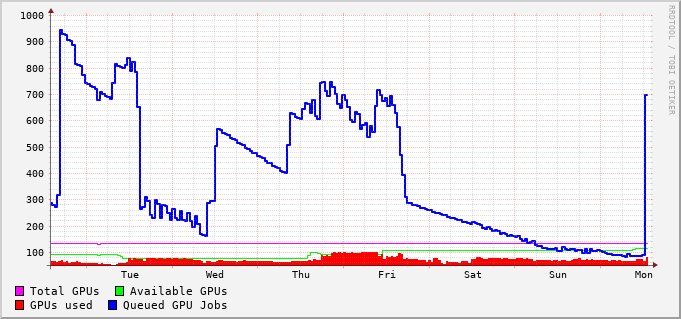 1000
900
800
700
600
500
400
300
200
100
Tue Wed Thu Fri Sat Sun Mon
Total GPUs Available GPUs
GPUs used Queued GPU Jobs
RRDTOOL / TOBI OETIKER